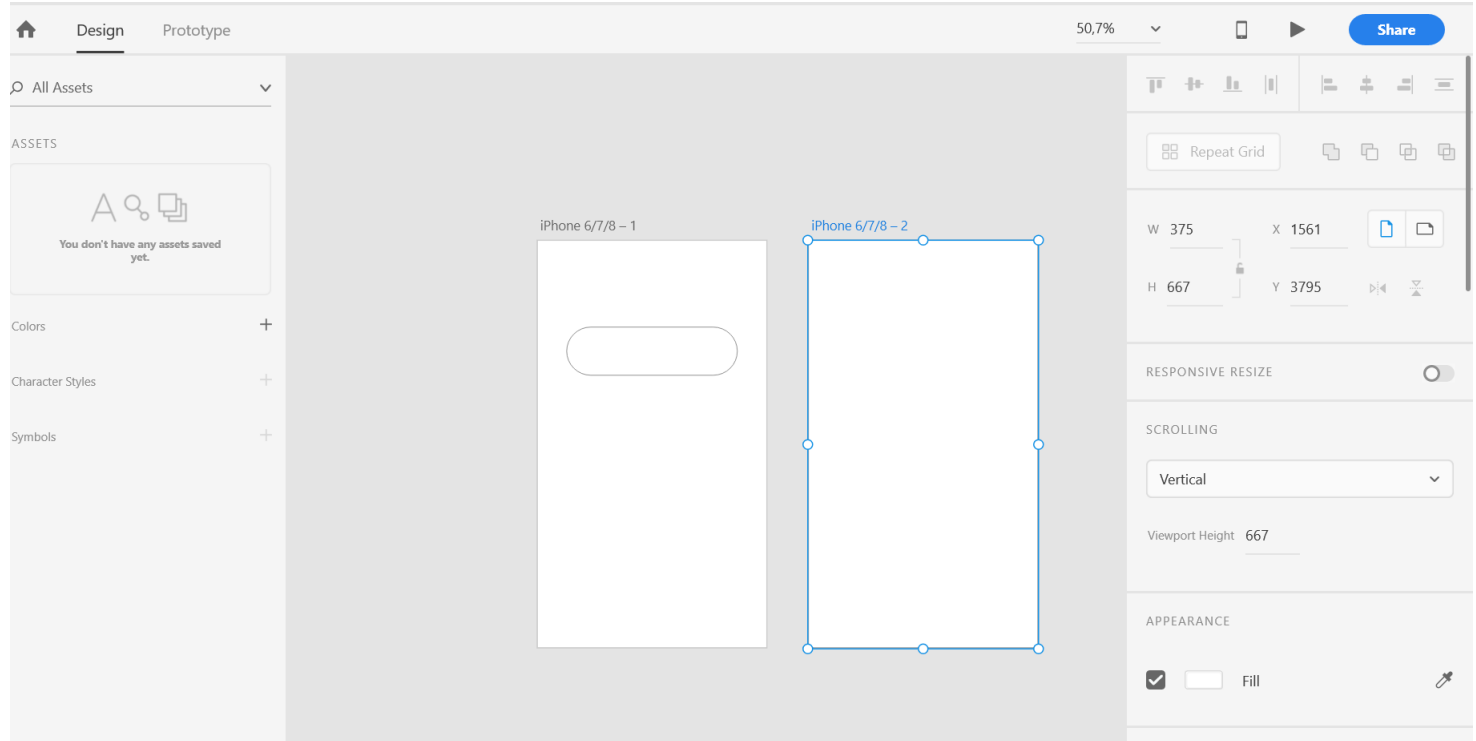 Design Prototype 50,7% Share
All Assets
ASSETS
You don't have any assets saved
yet.
Colors
Character Styles
Symbols
iPhone 6/7/8 – 1 iPhone 6/7/8 – 2
Repeat Grid
W 375 X 1561
H 667 Y 3795
RESPONSIVE RESIZE
SCROLLING
Vertical
Viewport Height 667
APPEARANCE
Fill